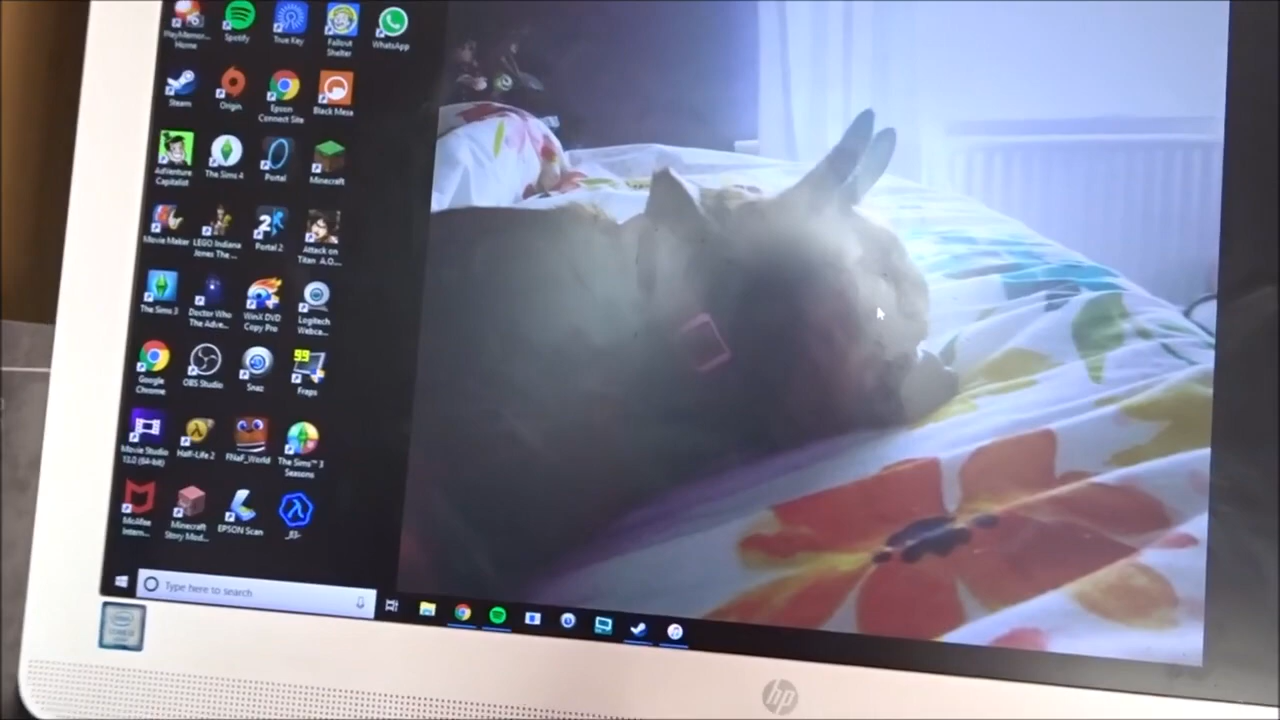 PlayMemor...
Home
Spotify
True Key
Fallout
Shelter
WhatsApp
Steam
Origin
Epson
Connect Site
Black Mesa
AdVenture
Capitalist
The Sims 4
Portal
Minecraft
Movie Maker
LEGO Indiana
Jones The ...
2
Portal 2
Attack on
Titan A.O...
The Sims 3
Doctor Who
The Adve...
WinX DVD
Copy Pro
Logitech
Webca...
Google
Chrome
OBS Studio
Snaz
99
Fraps
Movie Studio
13.0 (64-bit)
Half-Life 2
FNaF_World
The Sims™ 3
Seasons
McAfee
Intern...
Minecraft
Story Mod...
EPSON Scan
Type here to search
intel
hp